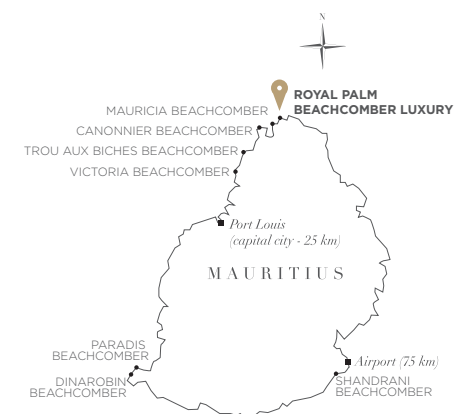 N
ROYAL PALM
BEACHCOMBER LUXURY
MAURICIA BEACHCOMBER
CANONNIER BEACHCOMBER
TROU AUX BICHES BEACHCOMBER
VICTORIA BEACHCOMBER
Port Louis
(capital city - 25 km)
MAURITIUS
PARADIS
BEACHCOMBER
Airport (75 km)
DINAROBIN
BEACHCOMBER
SHANDRANI
BEACHCOMBER